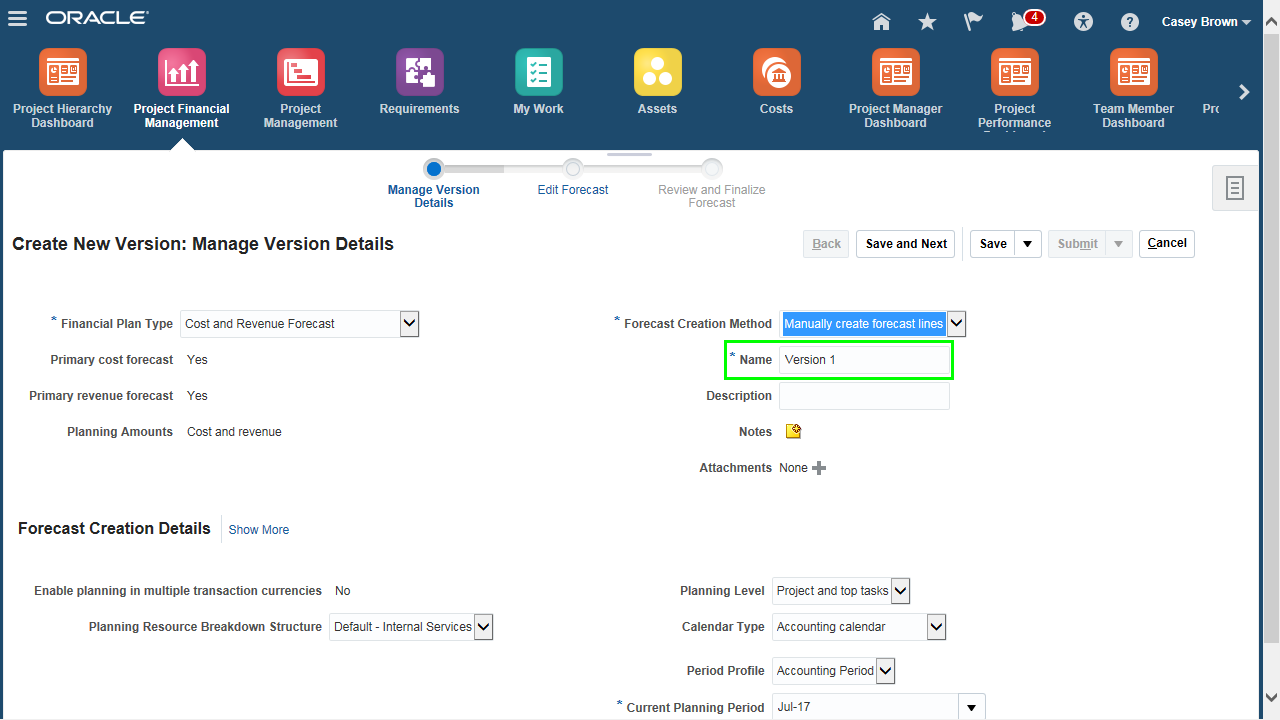 ORACLE
4
Casey Brown
Project Hierarchy
Dashboard
Project Financial
Management
Project
Management
Requirements
My Work
Assets
Costs
Project Manager
Dashboard
Project
Performance
Team Member
Dashboard
Manage Version
Details
Edit Forecast
Review and Finalize
Forecast
Create New Version: Manage Version Details
Back
Save and Next
Save
Submit
Cancel
* Financial Plan Type Cost and Revenue Forecast
Primary cost forecast Yes
Primary revenue forecast Yes
Planning Amounts Cost and revenue
* Forecast Creation Method Manually create forecast lines
* Name Version 1
Description
Notes
Attachments None
Forecast Creation Details
Show More
Enable planning in multiple transaction currencies No
Planning Resource Breakdown Structure Default - Internal Services
Planning Level Project and top tasks
Calendar Type Accounting calendar
Period Profile Accounting Period
* Current Planning Period Jul-17